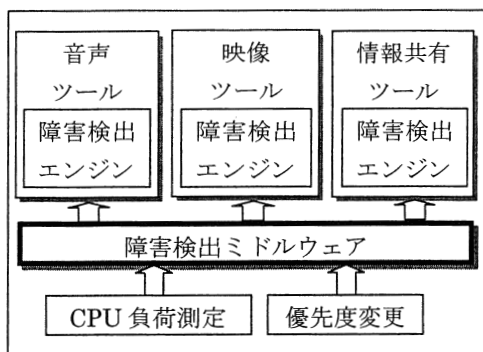 音声
ツール
障害検出
エンジン
映像
ツール
障害検出
エンジン
情報共有
ツール
障害検出
エンジン
障害検出ミドルウェア
CPU 負荷測定
優先度変更